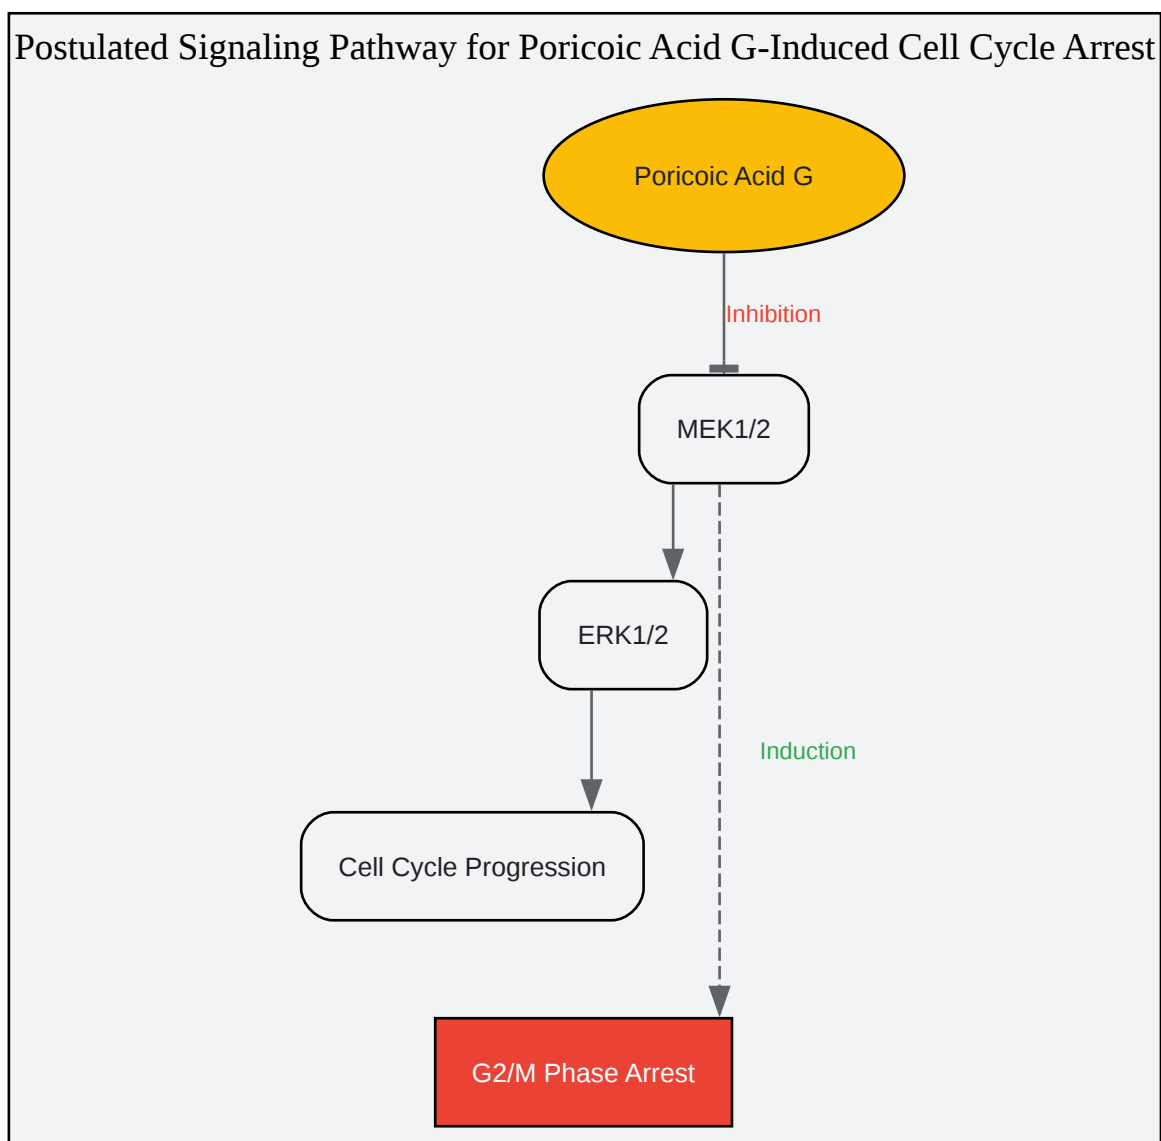 Postulated Signaling Pathway for Poricoic Acid G-Induced Cell Cycle Arrest
Poricoic Acid G
Inhibition
MEK1/2
ERK1/2
Induction
Cell Cycle Progression
G2/M Phase Arrest